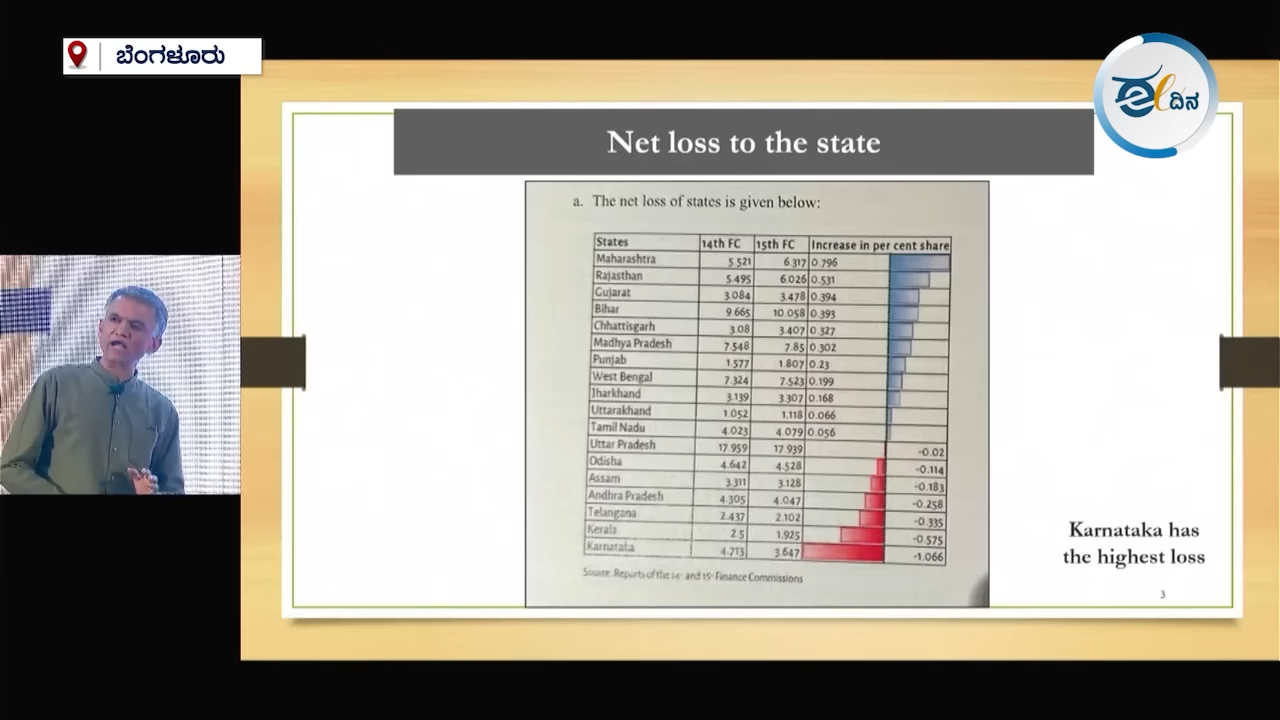 ಬೆಂಗಳೂರು
ಈ e ದಿನ
Net loss to the state
a. The net loss of states is given below:
States 14th FC 15th FC Increase in per cent share
Maharashtra 5.521 6.317 0.796
Rajasthan 5.495 6.026 0.531
Gujarat 3.084 3.478 0.394
Bihar 9.665 10.058 0.393
Chhattisgarh 3.08 3.407 0.327
Madhya Pradesh 7.548 7.85 0.302
Punjab 1.577 1.807 0.23
West Bengal 7.324 7.523 0.199
Jharkhand 3.139 3.307 0.168
Uttarakhand 1.052 1.118 0.066
Tamil Nadu 4.023 4.079 0.056
Uttar Pradesh 17.959 17.939 -0.02
Odisha 4.642 4.528 -0.114
Assam 3.311 3.128 -0.183
Andhra Pradesh 4.305 4.047 -0.258
Telangana 2.437 2.102 -0.335
Kerala 2.5 1.925 -0.575
Karnataka 4.713 3.647 -1.066
Source: Reports of the 14th and 15th Finance Commissions
Karnataka has
the highest loss
3